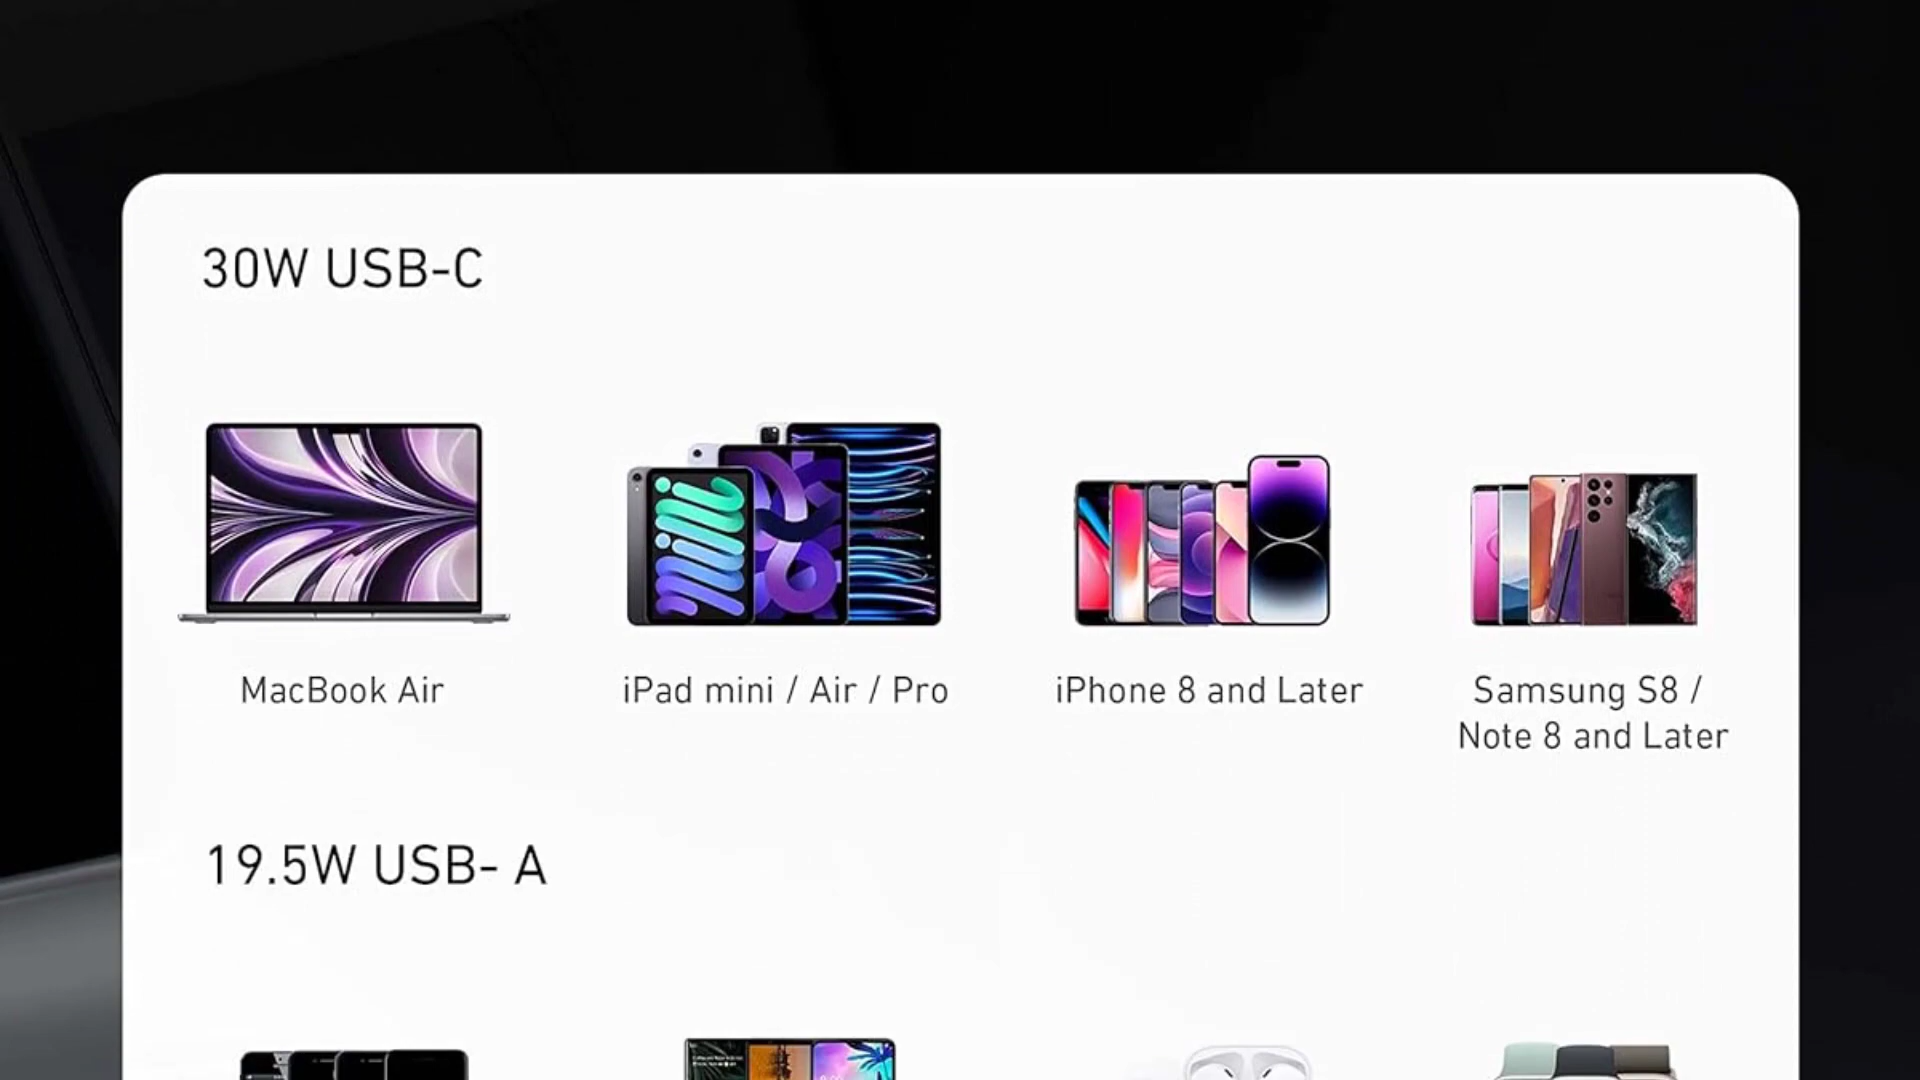 30W USB-C
MacBook Air
iPad mini / Air / Pro
iPhone 8 and Later
Samsung S8 /
Note 8 and Later
19.5W USB- A